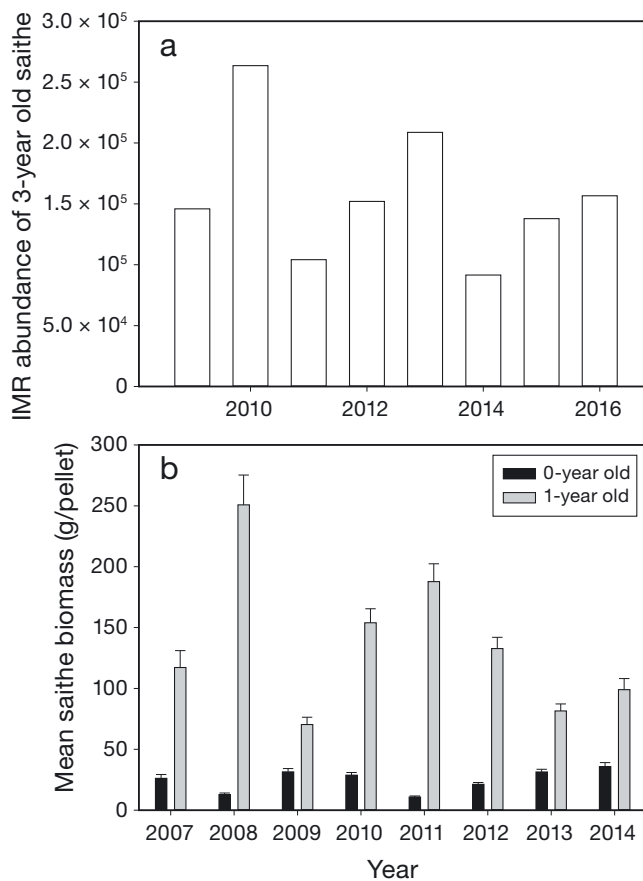 a
IMR abundance of 3-year old saithe
3.0 × 10⁵
2.5 × 10⁵
2.0 × 10⁵
1.5 × 10⁵
10⁵
5.0 × 10⁴
0
2010 2012 2014 2016
b
Mean saithe biomass (g/pellet)
300
250
200
150
100
50
0
0-year old
1-year old
2007 2008 2009 2010 2011 2012 2013 2014
Year